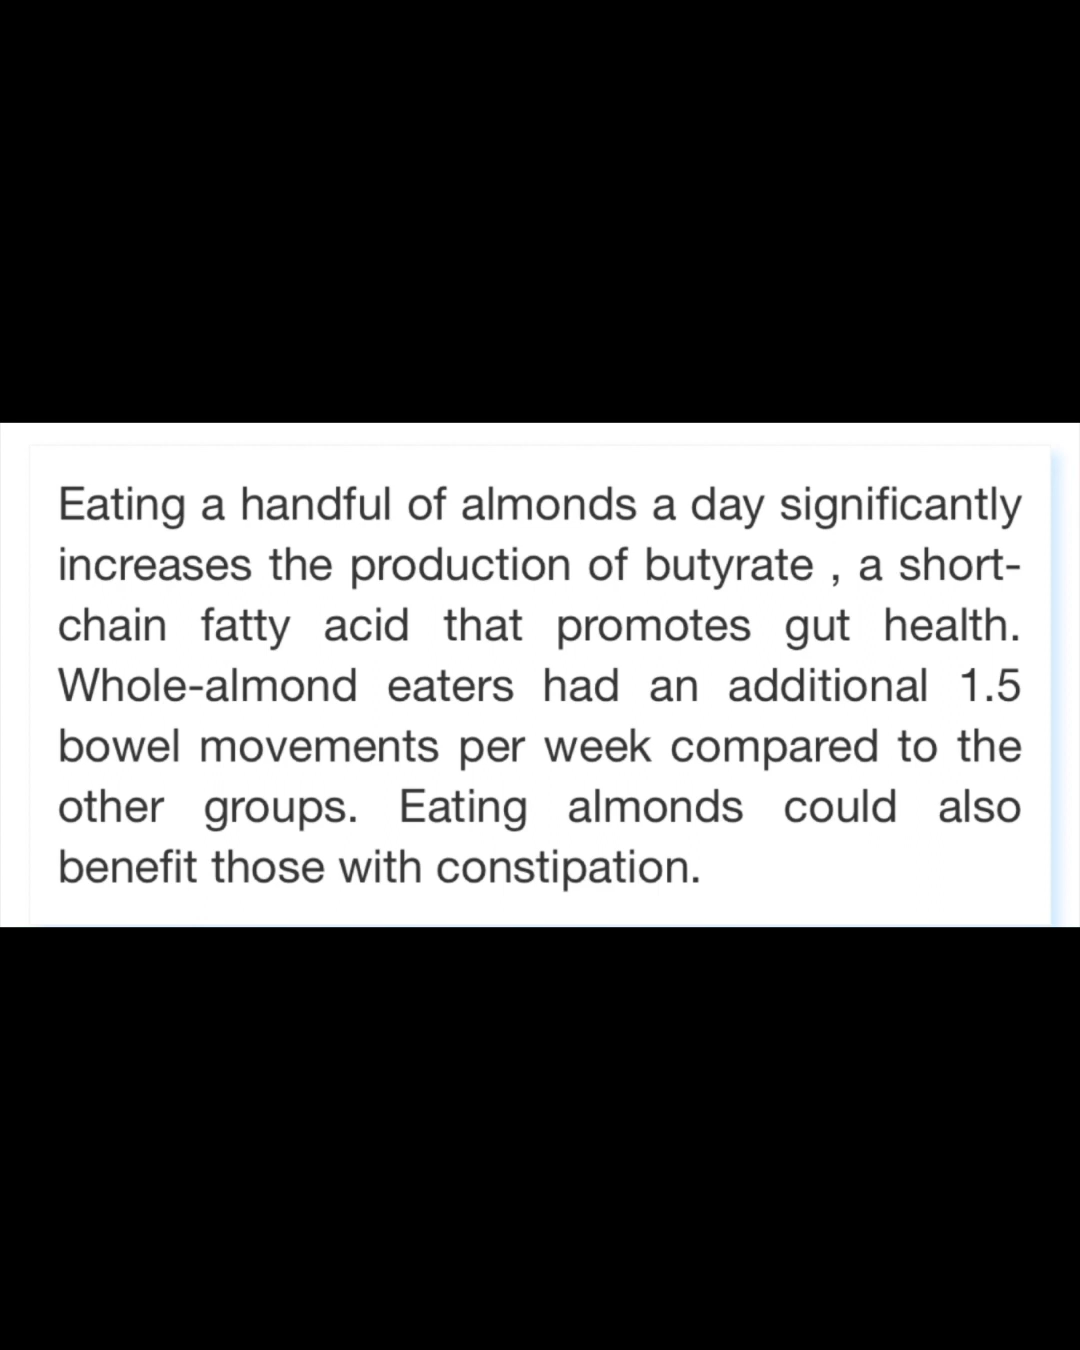 Eating a handful of almonds a day significantly
increases the production of butyrate , a short-
chain fatty acid that promotes gut health.
Whole-almond eaters had an additional 1.5
bowel movements per week compared to the
other groups. Eating almonds could also
benefit those with constipation.